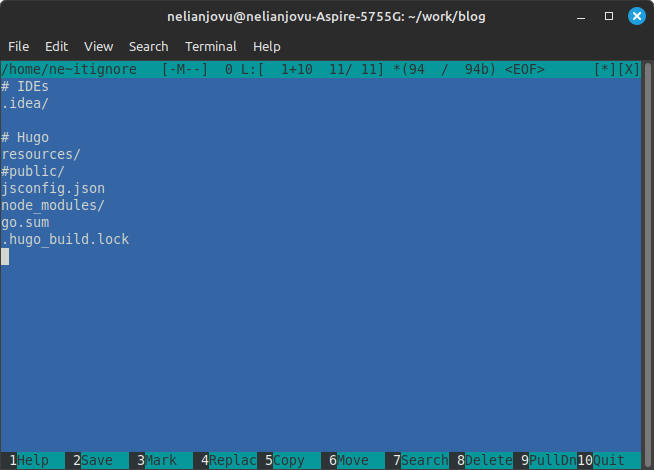 nelianjovu@nelianjovu-Aspire-5755G: ~/work/blog
File Edit View Search Terminal Help
/home/ne~itignore [-M--] 0 L:[ 1+10 11/ 11] *(94 / 94b) <EOF> [*][X]
# IDEs
.idea/
# Hugo
resources/
#public/
jsconfig.json
node_modules/
go.sum
.hugo_build.lock
1Help 2Save 3Mark 4Replac 5Copy 6Move 7Search 8Delete 9PullDn 10Quit